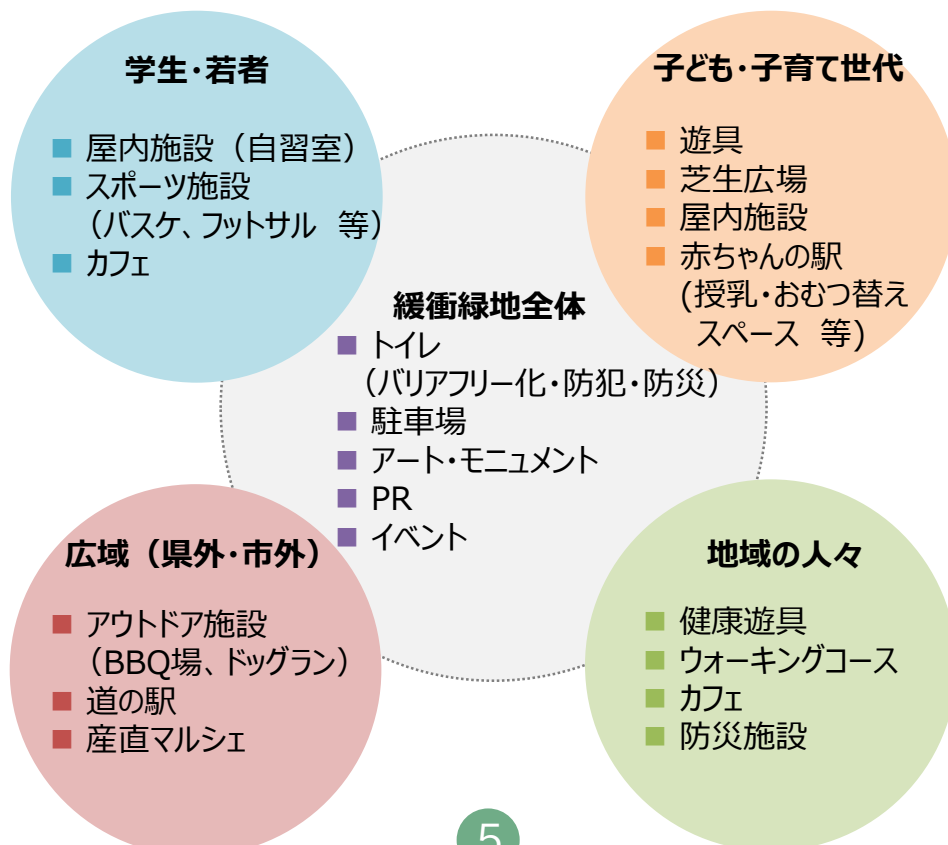 学生・若者
■ 屋内施設（自習室）
■ スポーツ施設
（バスケ、フットサル　等）
■ カフェ
子ども・子育て世代
■ 遊具
■ 芝生広場
■ 屋内施設
■ 赤ちゃんの駅
(授乳・おむつ替え
スペース　等)
緩衝緑地全体
■ トイレ
（バリアフリー化・防犯・防災）
■ 駐車場
■ アート・モニュメント
■ PR
■ イベント
広域（県外・市外）
■ アウトドア施設
（BBQ場、ドッグラン）
■ 道の駅
■ 産直マルシェ
地域の人々
■ 健康遊具
■ ウォーキングコース
■ カフェ
■ 防災施設
5